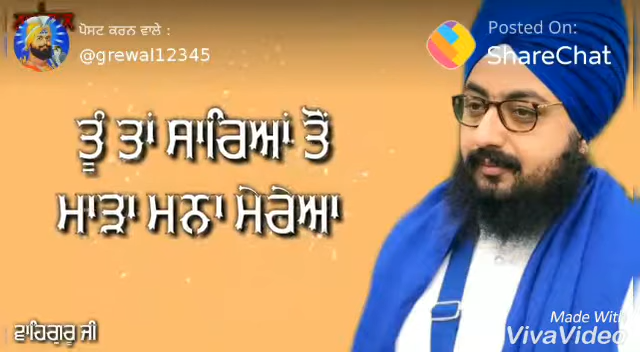 ਪੋਸਟ ਕਰਨ ਵਾਲੇ :
@grewal12345
Posted On:
ShareChat
ਤੂੰ ਤਾਂ ਸਾਰਿਆਂ ਤੋਂ
ਮਾੜਾ ਮਨਾ ਮੇਰੇਆ
ਵਾਹਿਗੁਰੂ ਜੀ
Made With
VivaVideo